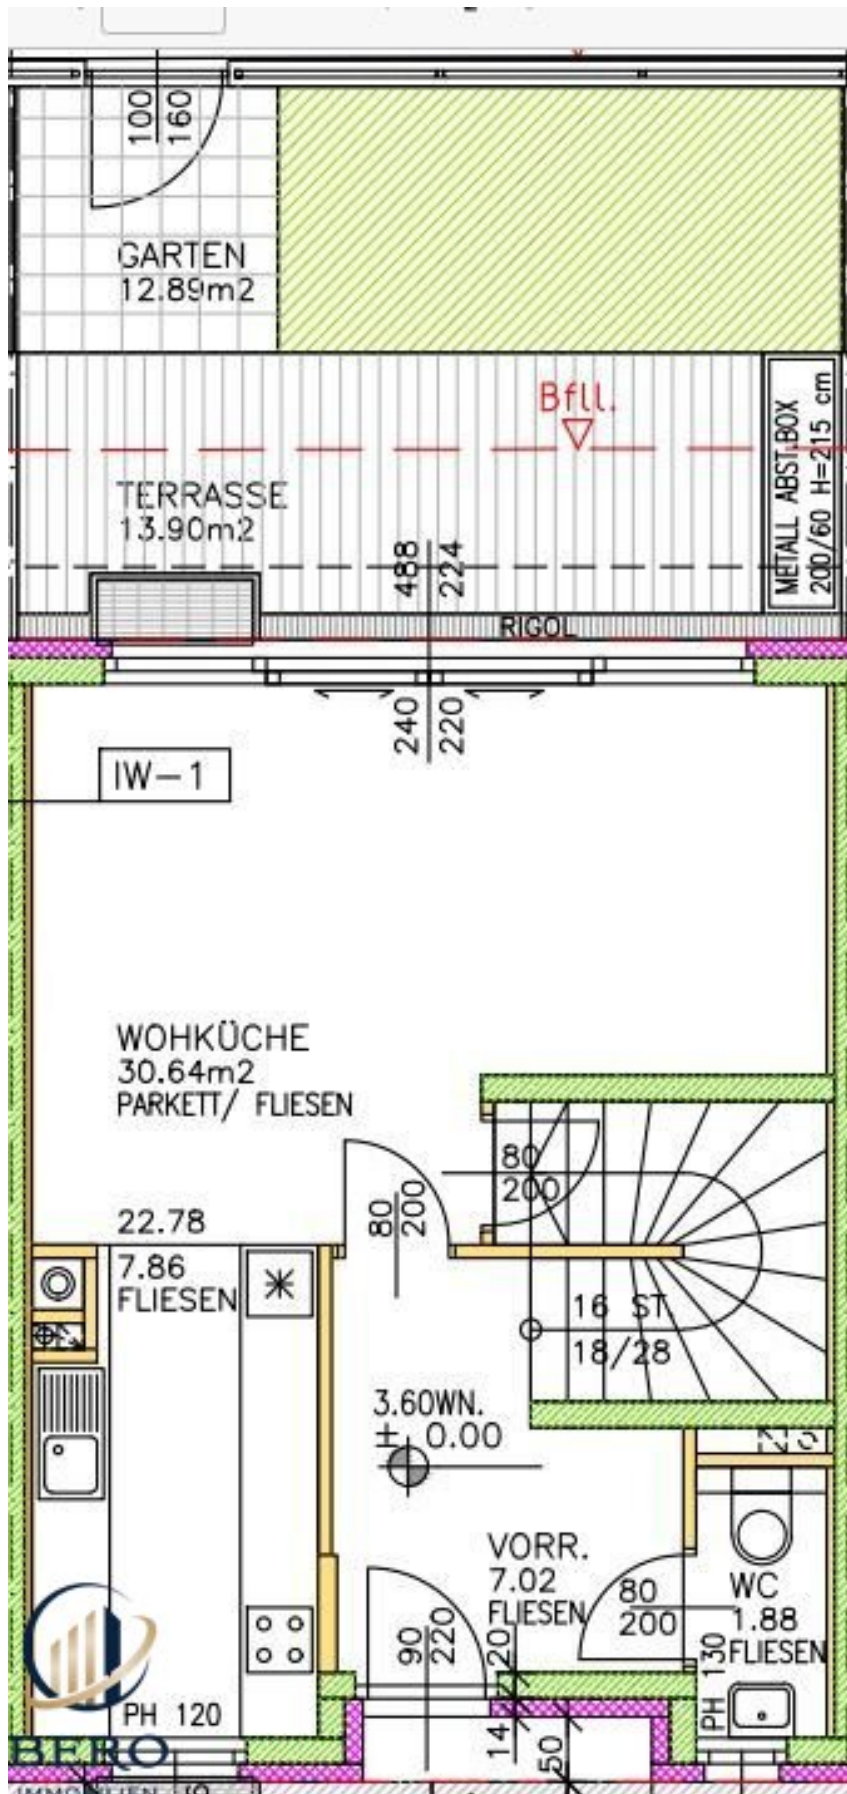 100
160
GARTEN
12.89m2
Bfll.
METALL ABST.BOX
200/60 H=215 cm
TERRASSE
13.90m2
488
224
RIGOL
240
220
IW-1
WOHKÜCHE
30.64m2
PARKETT/ FLIESEN
80
200
80
200
22.78
7.86
FLIESEN
16 ST.
18/28
3.60WN.
± 0.00
VORR.
7.02
FLIESEN
80
200
WC
1.88
FLIESEN
PH 130
90
220
20
14
50
PH 120
BERO
IMMOBILIEN